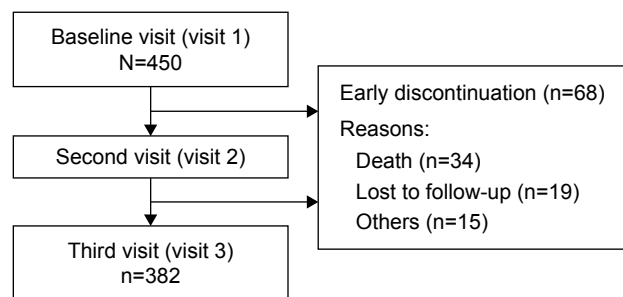 Baseline visit (visit 1)
N=450
Early discontinuation (n=68)
Reasons:
Death (n=34)
Lost to follow-up (n=19)
Others (n=15)
Second visit (visit 2)
Third visit (visit 3)
n=382